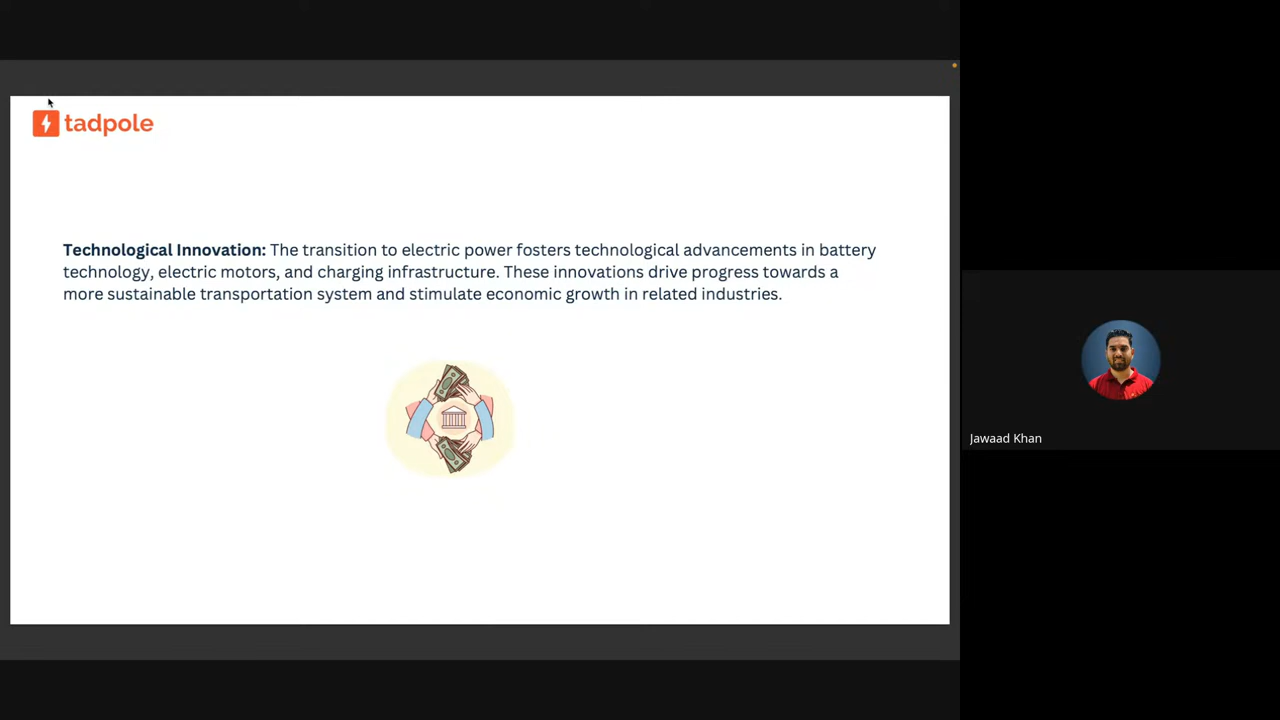 tadpole
Technological Innovation: The transition to electric power fosters technological advancements in battery
technology, electric motors, and charging infrastructure. These innovations drive progress towards a
more sustainable transportation system and stimulate economic growth in related industries.
Jawaad Khan